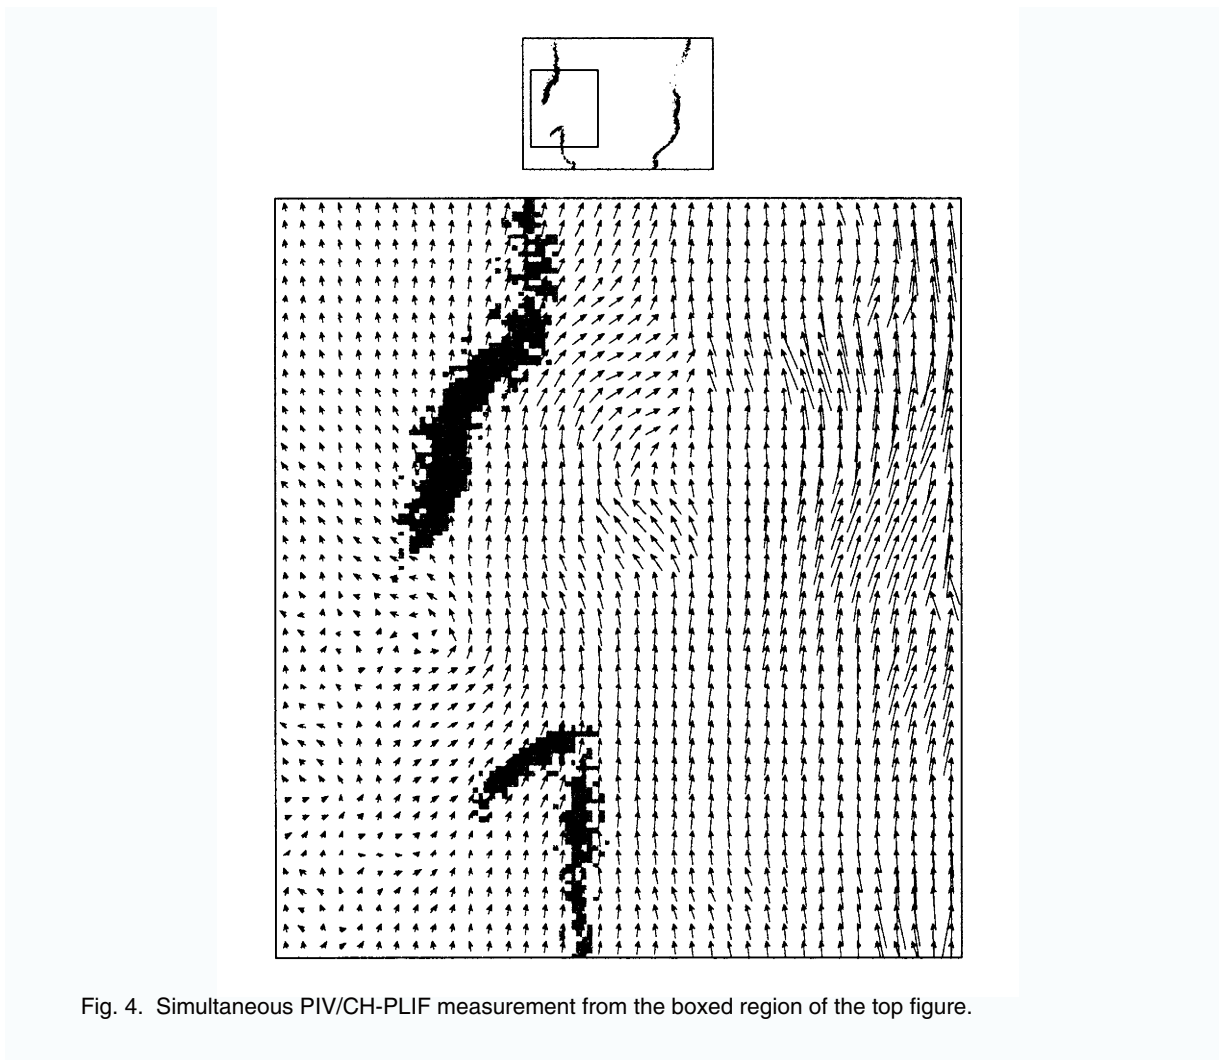 Fig. 4. Simultaneous PIV/CH-PLIF measurement from the boxed region of the top figure.